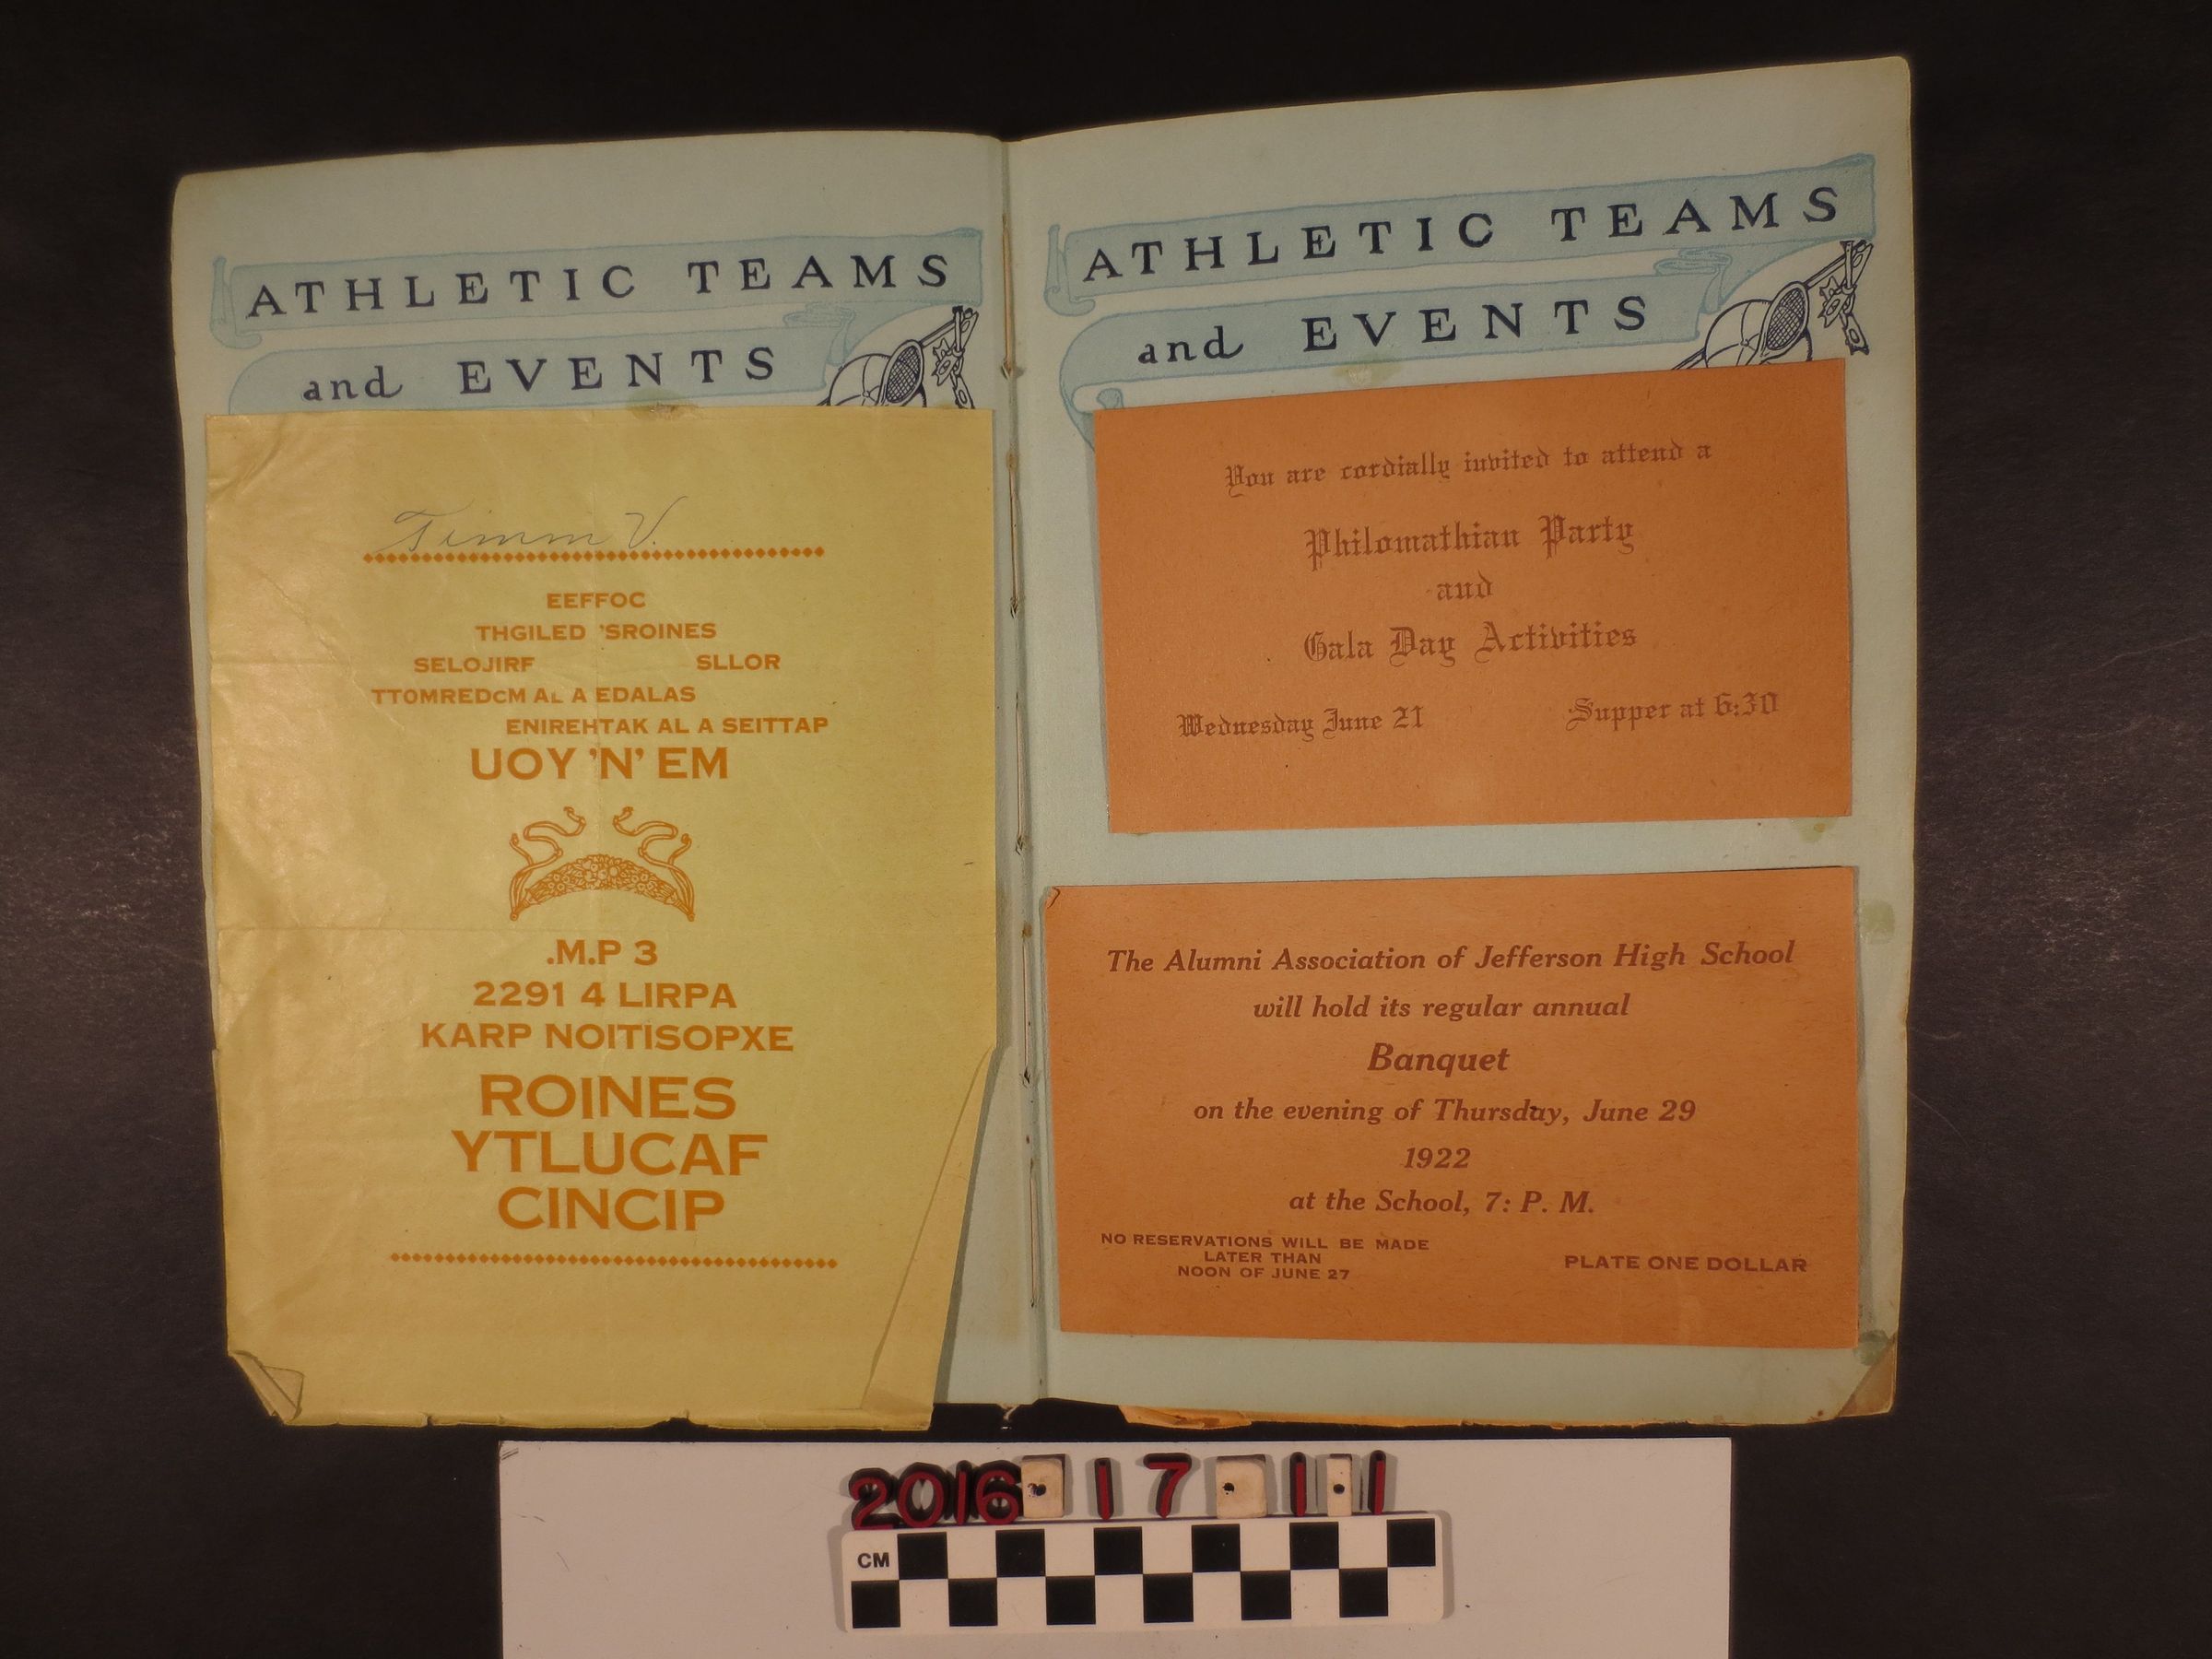 ATHLETIC TEAMS
and EVENTS
Timm V.
EEFFOC
THGILED 'SROINES
SELOJIRF SLLOR
TTOMREDcM AL A EDALAS
ENIREHTAK AL A SEITTAP
UOY 'N' EM
.M.P 3
2291 4 LIRPA
KARP NOITISOPXE
ROINES
YTLUCAF
CINCIP
ATHLETIC TEAMS
and EVENTS
You are cordially invited to attend a
Philomathian Party
and
Gala Day Activities
Wednesday June 21 Supper at 6:30
The Alumni Association of Jefferson High School
will hold its regular annual
Banquet
on the evening of Thursday, June 29
1922
at the School, 7: P. M.
NO RESERVATIONS WILL BE MADE
LATER THAN
NOON OF JUNE 27
PLATE ONE DOLLAR
2016.17.1.1
CM